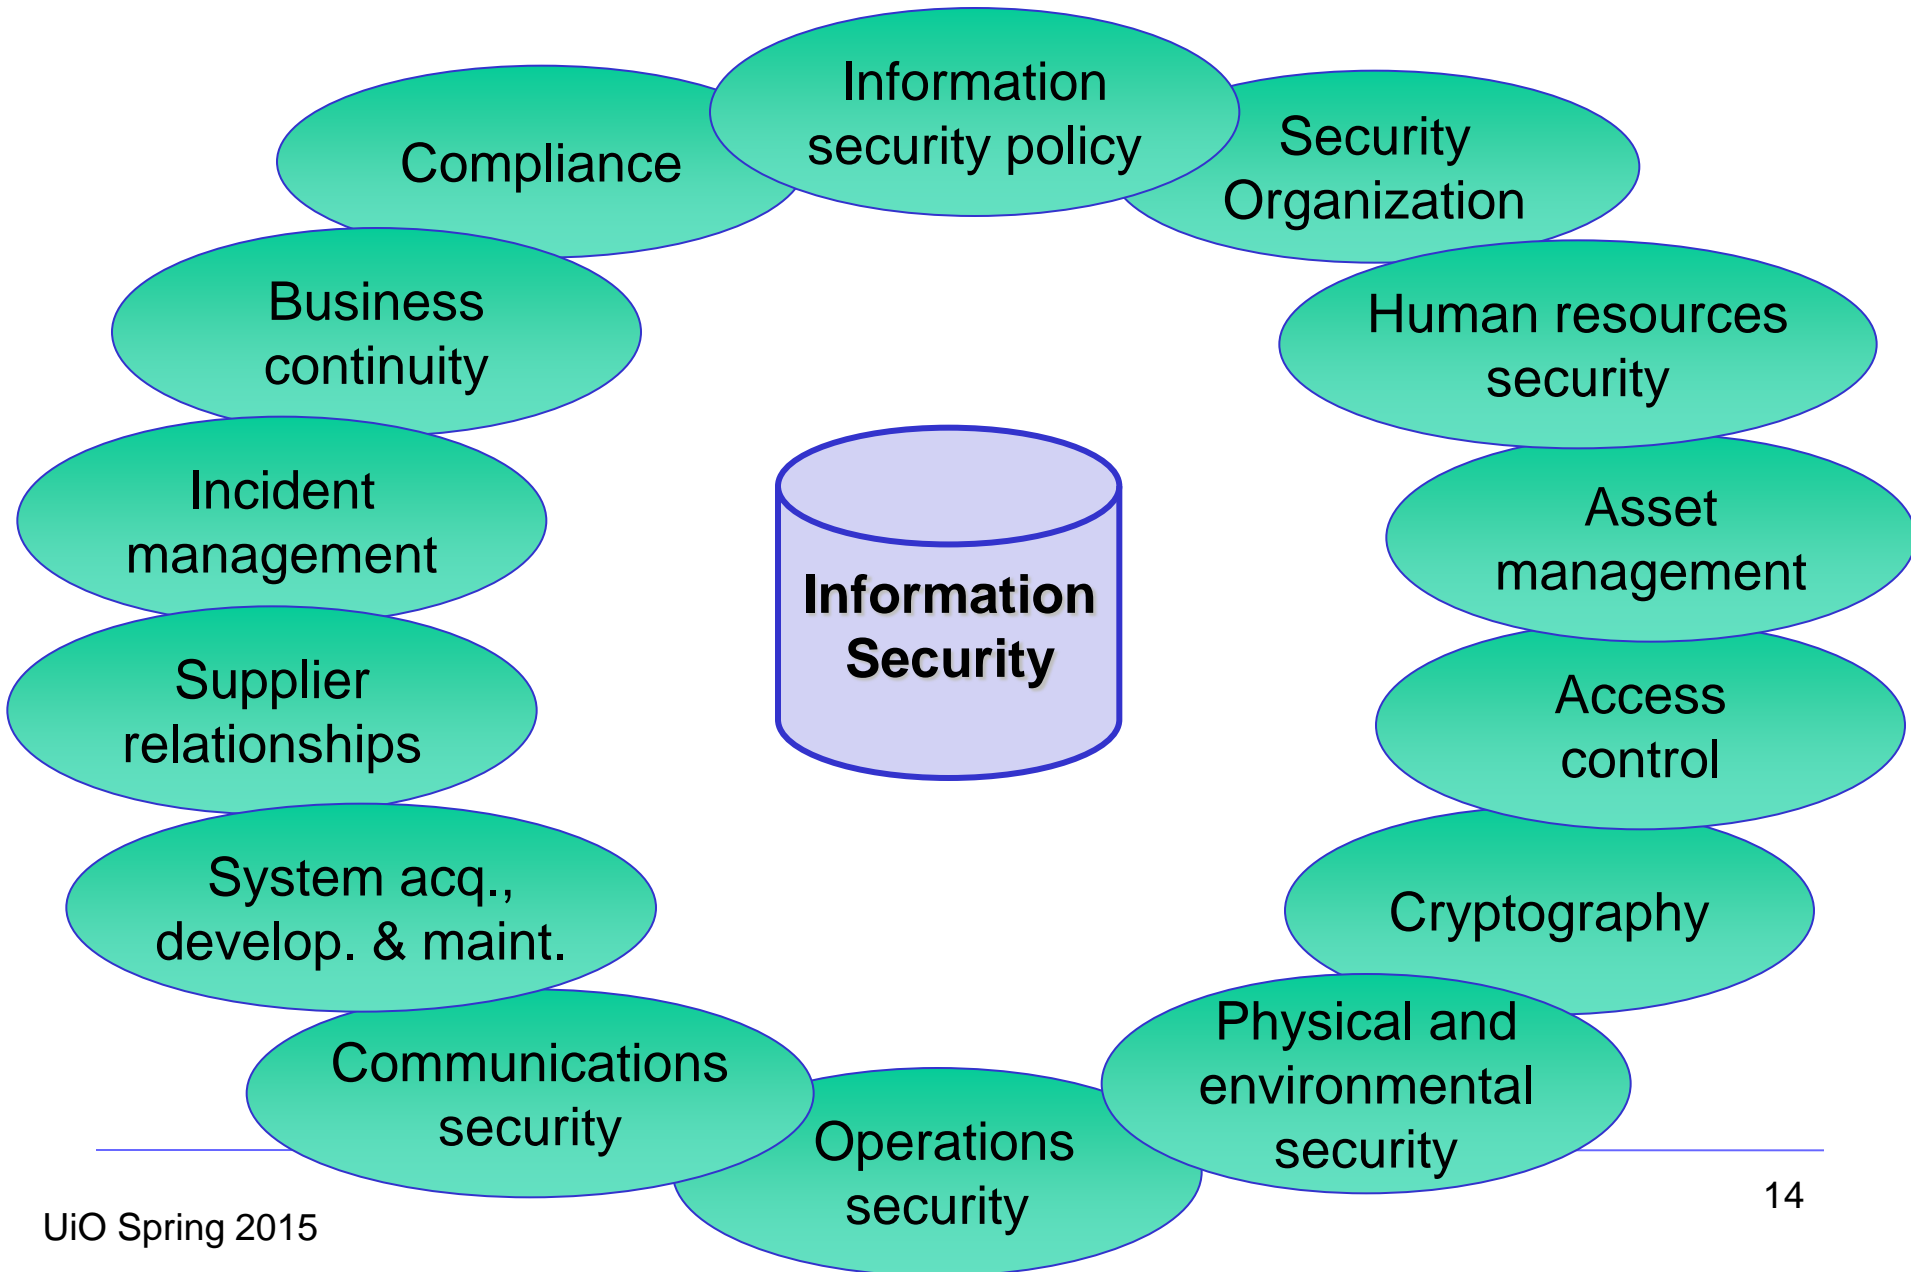 Information
security policy
Security
Organization
Human resources
security
Asset
management
Access
control
Cryptography
Physical and
environmental
security
Operations
security
Communications
security
System acq.,
develop. & maint.
Supplier
relationships
Incident
management
Business
continuity
Compliance
Information
Security
UiO Spring 2015
14